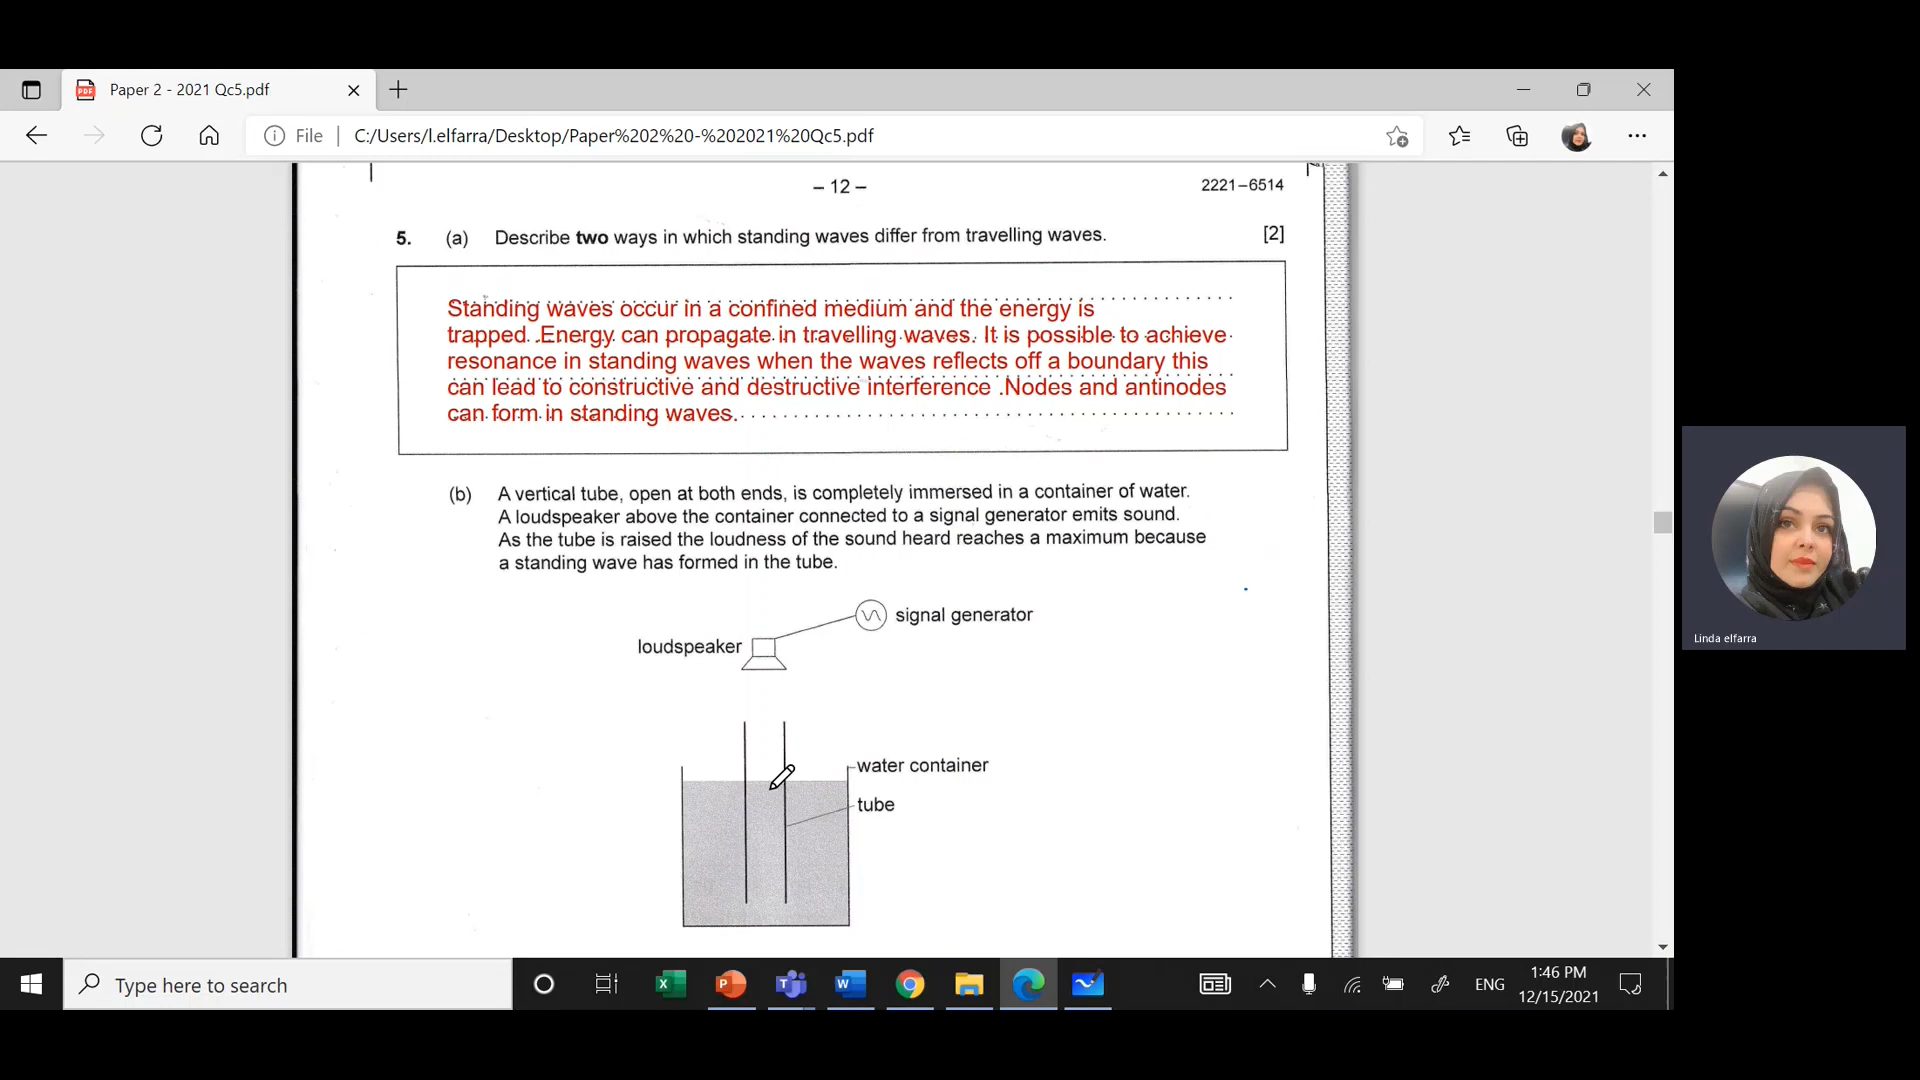 Paper 2 - 2021 Qc5.pdf
File
C:/Users/l.elfarra/Desktop/Paper%202%20-%202021%20Qc5.pdf
– 12 –
2221–6514
5. (a) Describe two ways in which standing waves differ from travelling waves. [2]
Standing waves occur in a confined medium and the energy is
trapped. .Energy can propagate in travelling waves. It is possible to achieve
resonance in standing waves when the waves reflects off a boundary this
can lead to constructive and destructive interference .Nodes and antinodes
can form in standing waves.
(b) A vertical tube, open at both ends, is completely immersed in a container of water.
A loudspeaker above the container connected to a signal generator emits sound.
As the tube is raised the loudness of the sound heard reaches a maximum because
a standing wave has formed in the tube.
signal generator
loudspeaker
water container
tube
Linda elfarra
Type here to search
ENG
1:46 PM
12/15/2021